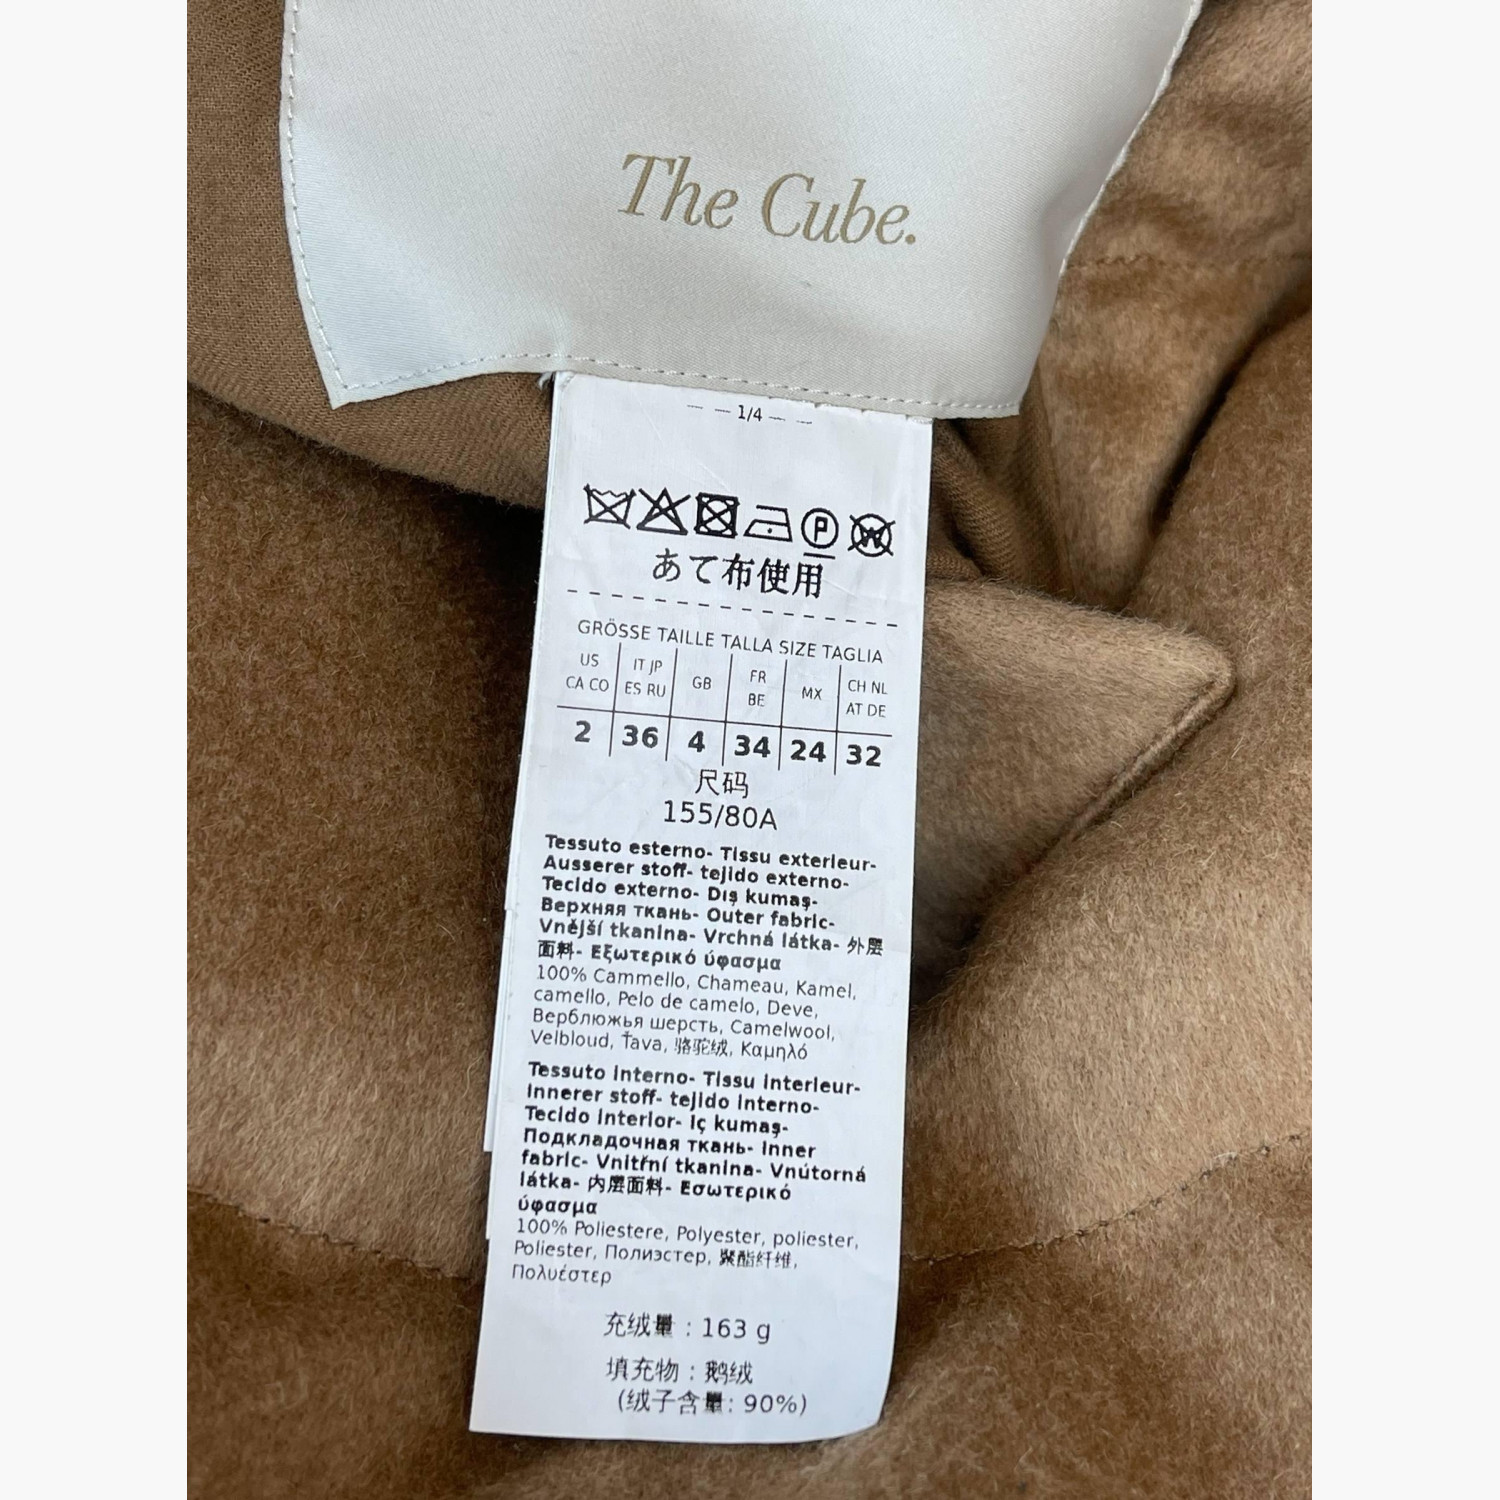 The Cube.
1/4
あて布使用
GRÖSSE TAILLE TALLA SIZE TAGLIA
US CA CO IT JP ES RU GB FR BE MX CH NL AT DE
2 36 4 34 24 32
尺码
155/80A
Tessuto esterno- Tissu exterieur-
Ausserer stoff- tejido externo-
Tecido externo- Dış kumaş-
Верхняя ткань- Outer fabric-
Vnější tkanina- Vrchná látka- 外层
面料- Εξωτερικό ύφασμα
100% Cammello, Chameau, Kamel,
camello, Pelo de camelo, Deve,
Верблюжья шерсть, Camelwool,
Velbloud, Ťava, 骆驼绒, Καμηλό
Tessuto interno- Tissu interieur-
Innerer stoff- tejido interno-
Tecido interior- Iç kumaş-
Подкладочная ткань- Inner
fabric- Vnitřní tkanina- Vnútorná
látka- 内层面料- Εσωτερικό
ύφασμα
100% Poliestere, Polyester, poliester,
Poliester, Полиэстер, 聚酯纤维,
Πολυέστερ
充绒量 : 163 g
填充物 : 鹅绒
(绒子含量: 90%)